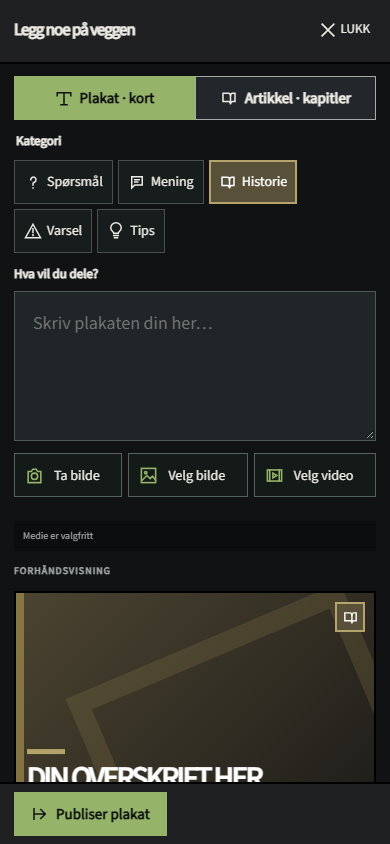 Legg noe på veggen
LUKK
Plakat · kort
Artikkel · kapitler
Kategori
? Spørsmål
Mening
Historie
Varsel
Tips
Hva vil du dele?
Skriv plakaten din her...
Ta bilde
Velg bilde
Velg video
Medie er valgfritt
FORHÅNDSVISNING
DIN OVERSKRIFT HER
Publiser plakat